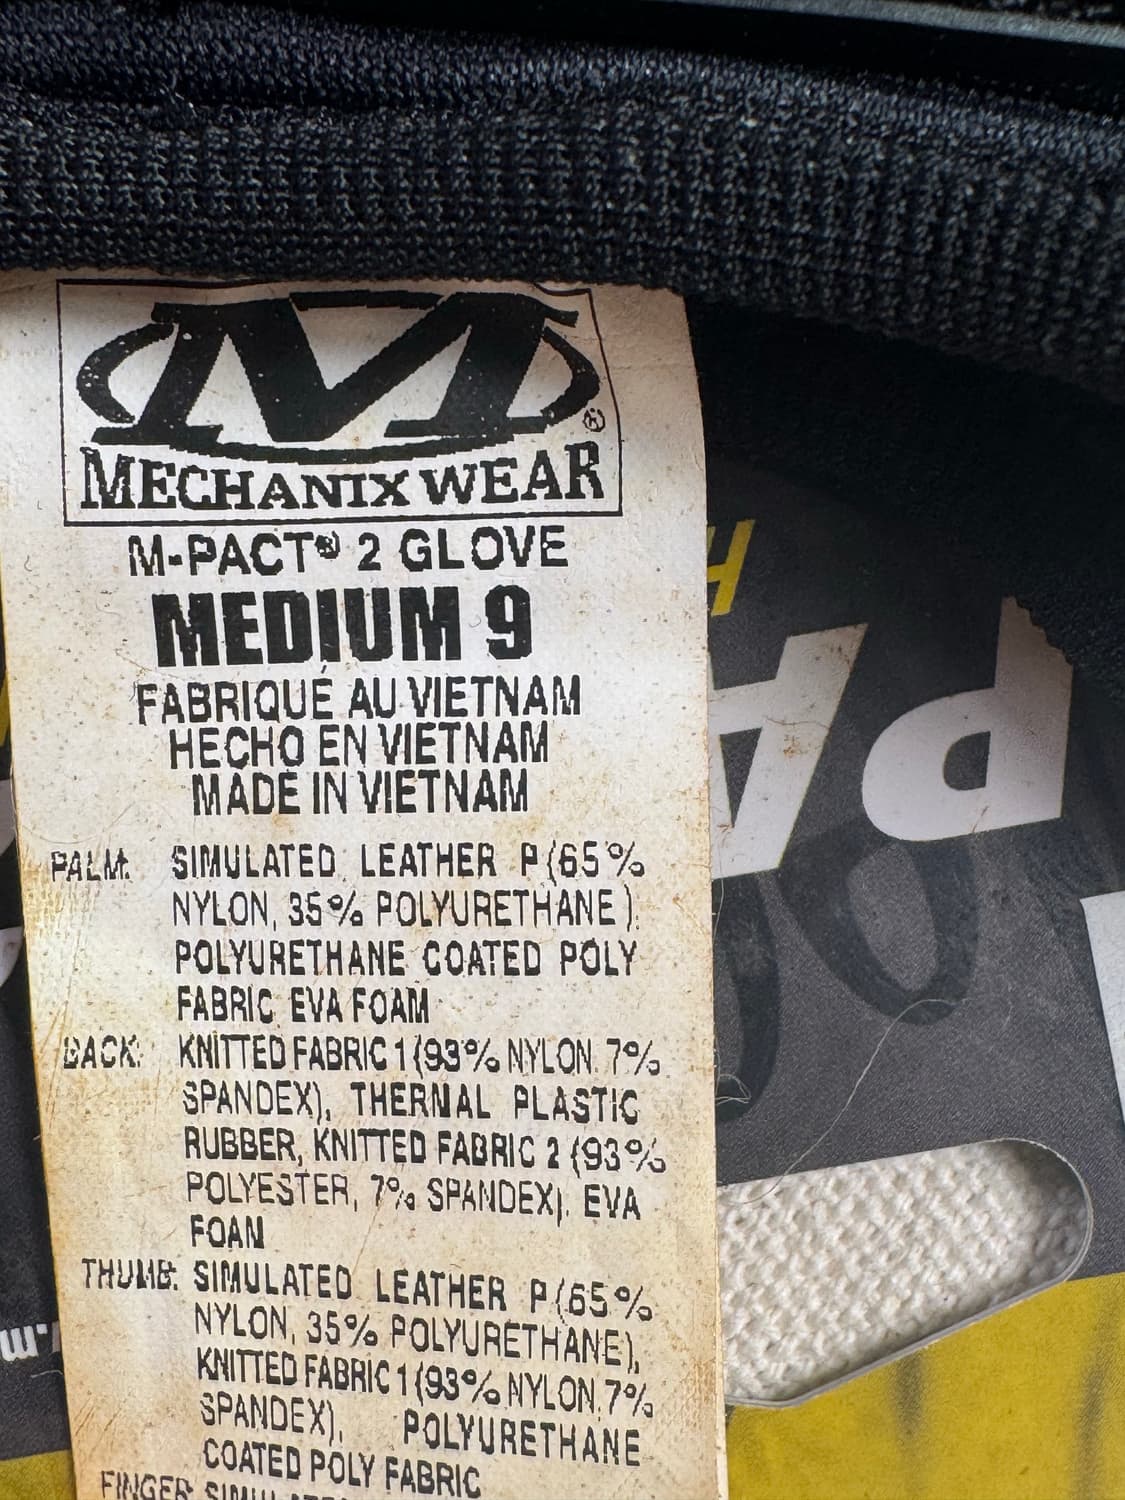 M
MECHANIX WEAR
®
M-PACT® 2 GLOVE
MEDIUM 9
FABRIQUÉ AU VIETNAM
HECHO EN VIETNAM
MADE IN VIETNAM
PALM: SIMULATED LEATHER P (65%
NYLON, 35% POLYURETHANE),
POLYURETHANE COATED POLY
FABRIC EVA FOAM
BACK: KNITTED FABRIC 1 (93% NYLON. 7%
SPANDEX), THERMAL PLASTIC
RUBBER, KNITTED FABRIC 2 (93%
POLYESTER, 7% SPANDEX). EVA
FOAM
THUMB: SIMULATED LEATHER P (65%
NYLON, 35% POLYURETHANE),
KNITTED FABRIC 1 (93% NYLON. 7%
SPANDEX), POLYURETHANE
COATED POLY FABRIC
FINGER